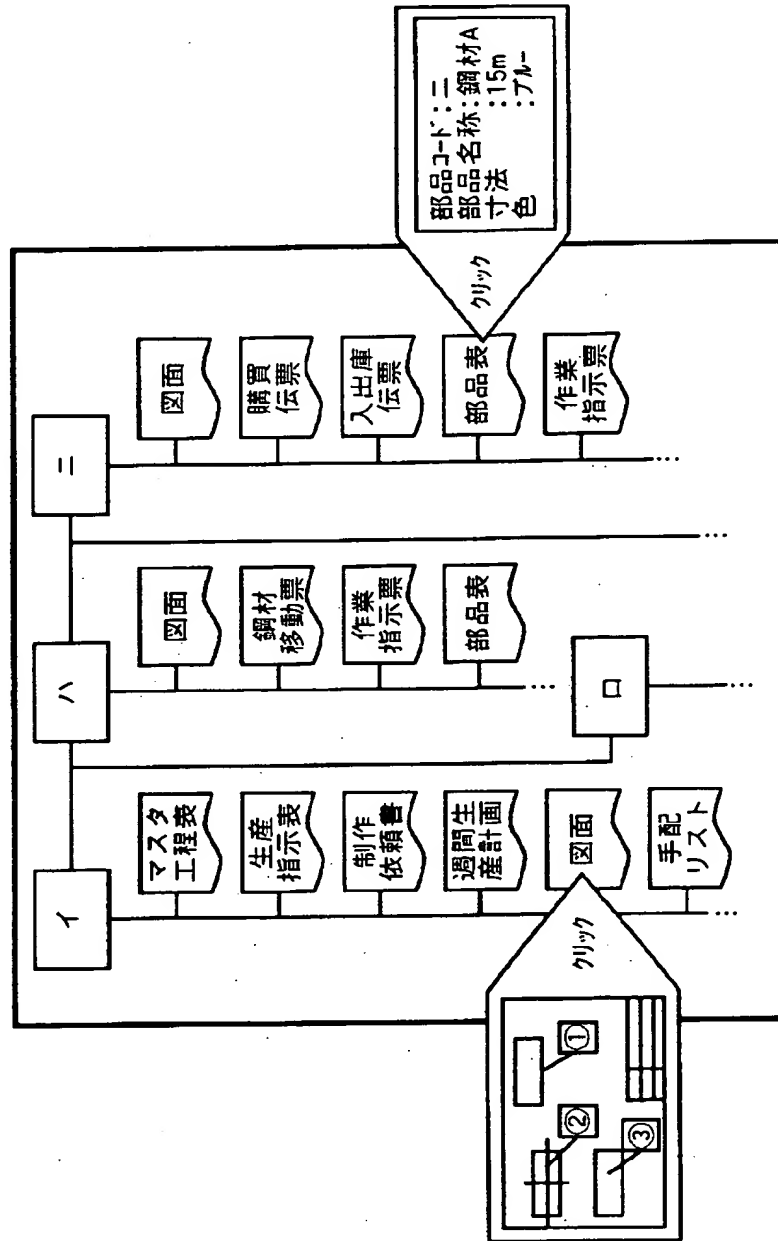 イ
マスタ
工程表
生産
指示表
制作
依頼書
週間生
産計画
図面
手配
リスト
…
クリック
①
②
③
ハ
図面
鋼材
移動票
作業
指示票
部品表
…
ロ
…
ニ
…
図面
購買
伝票
入出庫
伝票
部品表
作業
指示票
…
クリック
部品コード:ニ
部品名称:鋼材A
寸法 :15m
色 :ブルー